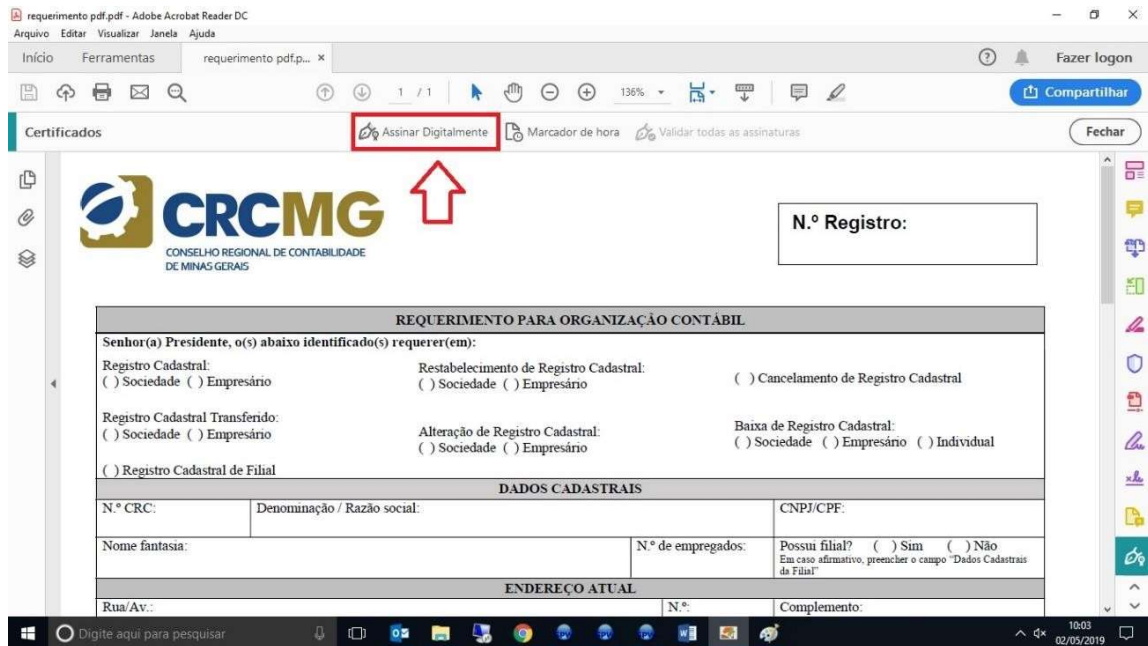 requerimento pdf.pdf - Adobe Acrobat Reader DC
Arquivo Editar Visualizar Janela Ajuda
Início Ferramentas requerimento pdf.p... × Fazer logon
1 / 1 136% Compartilhar
Certificados Assinar Digitalmente Marcador de hora Validar todas as assinaturas Fechar
CRCMG
CONSELHO REGIONAL DE CONTABILIDADE
DE MINAS GERAIS
N.º Registro:
REQUERIMENTO PARA ORGANIZAÇÃO CONTÁBIL
Senhor(a) Presidente, o(s) abaixo identificado(s) requerer(em):
Registro Cadastral: Restabelecimento de Registro Cadastral:
( ) Sociedade ( ) Empresário ( ) Sociedade ( ) Empresário ( ) Cancelamento de Registro Cadastral
Registro Cadastral Transferido: Alteração de Registro Cadastral: Baixa de Registro Cadastral:
( ) Sociedade ( ) Empresário ( ) Sociedade ( ) Empresário ( ) Sociedade ( ) Empresário ( ) Individual
( ) Registro Cadastral de Filial
DADOS CADASTRAIS
N.º CRC: Denominação / Razão social: CNPJ/CPF:
Nome fantasia: N.º de empregados: Possui filial? ( ) Sim ( ) Não
Em caso afirmativo, preencher o campo "Dados Cadastrais
da Filial"
ENDEREÇO ATUAL
Rua/Av.: N.º: Complemento:
Digite aqui para pesquisar
10:03
02/05/2019